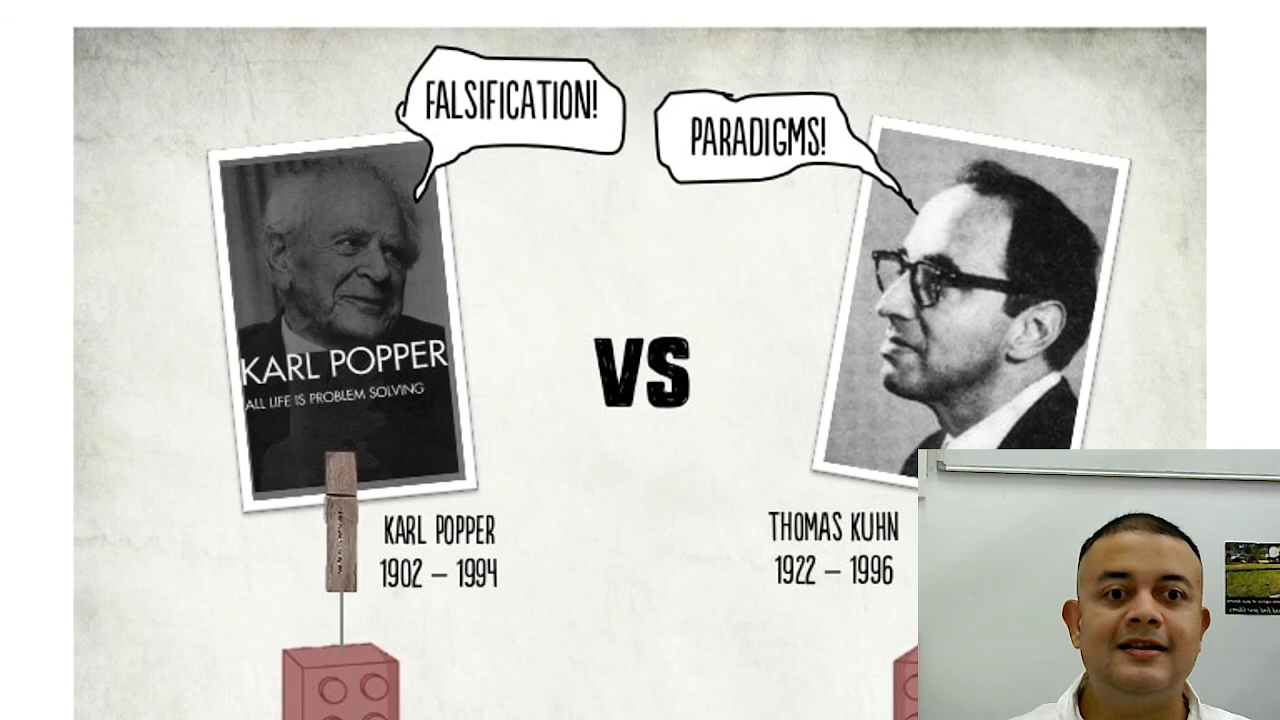 FALSIFICATION!
PARADIGMS!
KARL POPPER
ALL LIFE IS PROBLEM SOLVING
VS
KARL POPPER
1902 – 1994
THOMAS KUHN
1922 – 1996